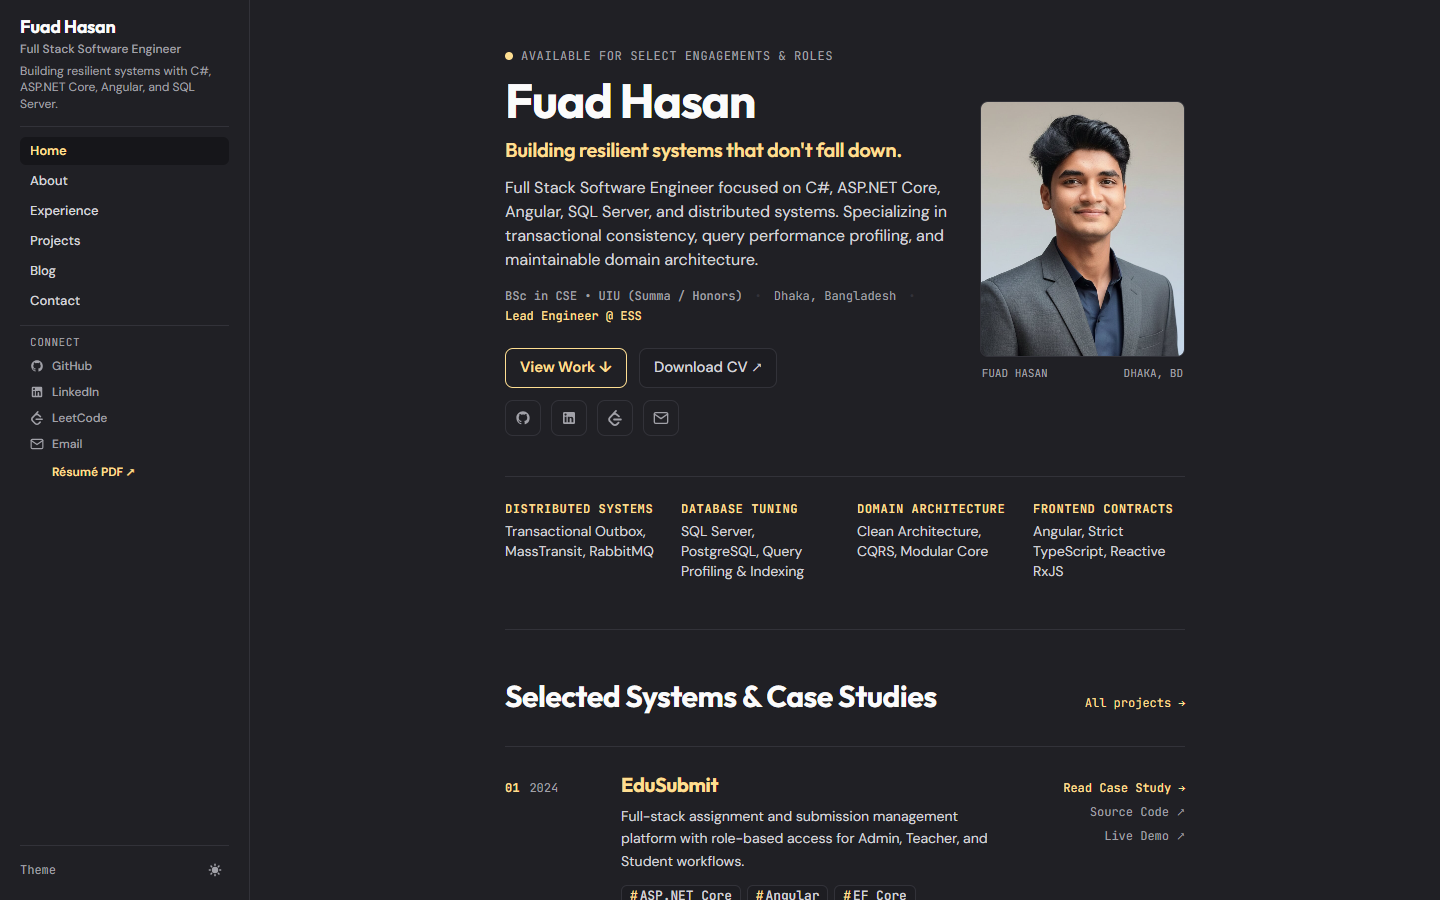 Fuad Hasan
Full Stack Software Engineer
Building resilient systems with C#,
ASP.NET Core, Angular, and SQL
Server.
Home
About
Experience
Projects
Blog
Contact
CONNECT
GitHub
LinkedIn
LeetCode
Email
Résumé PDF ↗
Theme
AVAILABLE FOR SELECT ENGAGEMENTS & ROLES
Fuad Hasan
Building resilient systems that don't fall down.
Full Stack Software Engineer focused on C#, ASP.NET Core,
Angular, SQL Server, and distributed systems. Specializing in
transactional consistency, query performance profiling, and
maintainable domain architecture.
BSc in CSE • UIU (Summa / Honors) · Dhaka, Bangladesh ·
Lead Engineer @ ESS
View Work ↓
Download CV ↗
FUAD HASAN
DHAKA, BD
DISTRIBUTED SYSTEMS
Transactional Outbox,
MassTransit, RabbitMQ
DATABASE TUNING
SQL Server,
PostgreSQL, Query
Profiling & Indexing
DOMAIN ARCHITECTURE
Clean Architecture,
CQRS, Modular Core
FRONTEND CONTRACTS
Angular, Strict
TypeScript, Reactive
RxJS
Selected Systems & Case Studies
All projects →
01 2024
EduSubmit
Full-stack assignment and submission management
platform with role-based access for Admin, Teacher, and
Student workflows.
#ASP.NET Core #Angular #EF Core
Read Case Study →
Source Code ↗
Live Demo ↗